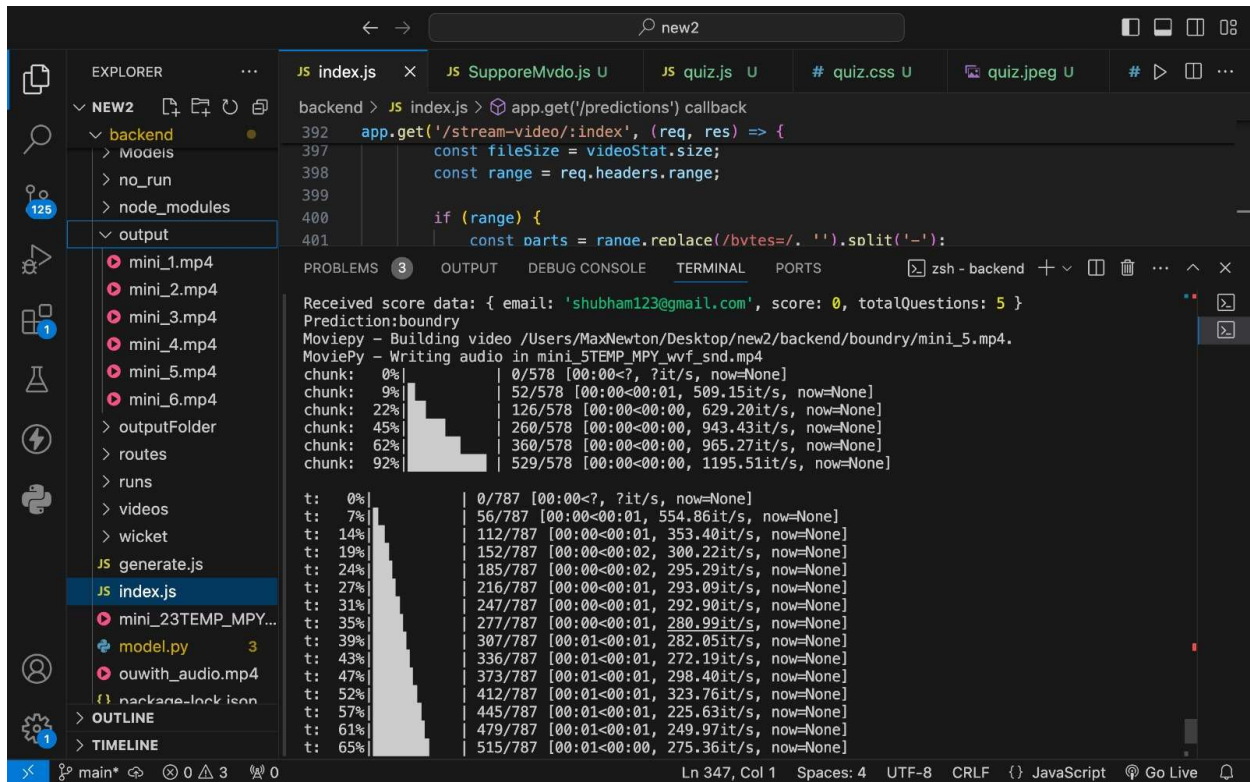 new2
EXPLORER ...
NEW2
backend
Models
no_run
node_modules
output
mini_1.mp4
mini_2.mp4
mini_3.mp4
mini_4.mp4
mini_5.mp4
mini_6.mp4
outputFolder
routes
runs
videos
wicket
JS generate.js
JS index.js
mini_23TEMP_MPY...
model.py 3
ouwith_audio.mp4
{} package-lock.json
OUTLINE
TIMELINE
125
1
1
JS index.js × JS SupporeMvdo.js U JS quiz.js U # quiz.css U quiz.jpeg U # ...
backend > JS index.js > app.get('/predictions') callback
392 app.get('/stream-video/:index', (req, res) => {
397 const fileSize = videoStat.size;
398 const range = req.headers.range;
399
400 if (range) {
401 const parts = range.replace(/bytes=/, '').split('-');
PROBLEMS 3 OUTPUT DEBUG CONSOLE TERMINAL PORTS zsh - backend + ... ×
Received score data: { email: 'shubham123@gmail.com', score: 0, totalQuestions: 5 }
Prediction:boundry
Moviepy - Building video /Users/MaxNewton/Desktop/new2/backend/boundry/mini_5.mp4.
MoviePy - Writing audio in mini_5TEMP_MPY_wvf_snd.mp4
chunk: 0%| | 0/578 [00:00<?, ?it/s, now=None]
chunk: 9%| | 52/578 [00:00<00:01, 509.15it/s, now=None]
chunk: 22%| | 126/578 [00:00<00:00, 629.20it/s, now=None]
chunk: 45%| | 260/578 [00:00<00:00, 943.43it/s, now=None]
chunk: 62%| | 360/578 [00:00<00:00, 965.27it/s, now=None]
chunk: 92%| | 529/578 [00:00<00:00, 1195.51it/s, now=None]
t: 0%| | 0/787 [00:00<?, ?it/s, now=None]
t: 7%| | 56/787 [00:00<00:01, 554.86it/s, now=None]
t: 14%| | 112/787 [00:00<00:01, 353.40it/s, now=None]
t: 19%| | 152/787 [00:00<00:02, 300.22it/s, now=None]
t: 24%| | 185/787 [00:00<00:02, 295.29it/s, now=None]
t: 27%| | 216/787 [00:00<00:01, 293.09it/s, now=None]
t: 31%| | 247/787 [00:00<00:01, 292.90it/s, now=None]
t: 35%| | 277/787 [00:00<00:01, 280.99it/s, now=None]
t: 39%| | 307/787 [00:01<00:01, 282.05it/s, now=None]
t: 43%| | 336/787 [00:01<00:01, 272.19it/s, now=None]
t: 47%| | 373/787 [00:01<00:01, 298.40it/s, now=None]
t: 52%| | 412/787 [00:01<00:01, 323.76it/s, now=None]
t: 57%| | 445/787 [00:01<00:01, 225.63it/s, now=None]
t: 61%| | 479/787 [00:01<00:01, 249.97it/s, now=None]
t: 65%| | 515/787 [00:01<00:00, 275.36it/s, now=None]
main* 0 3 0 Ln 347, Col 1 Spaces: 4 UTF-8 CRLF {} JavaScript Go Live